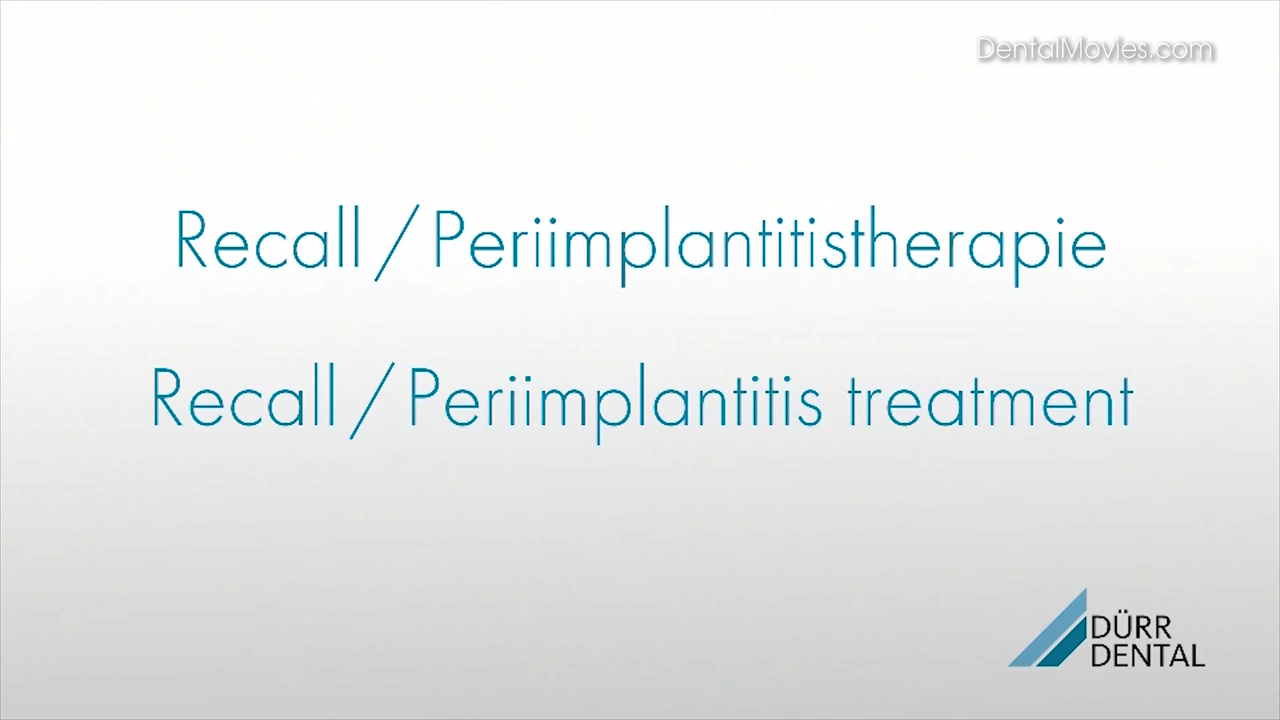 DentalMovies.com
Recall / Periimplantitistherapie
Recall / Periimplantitis treatment
DÜRR
DENTAL